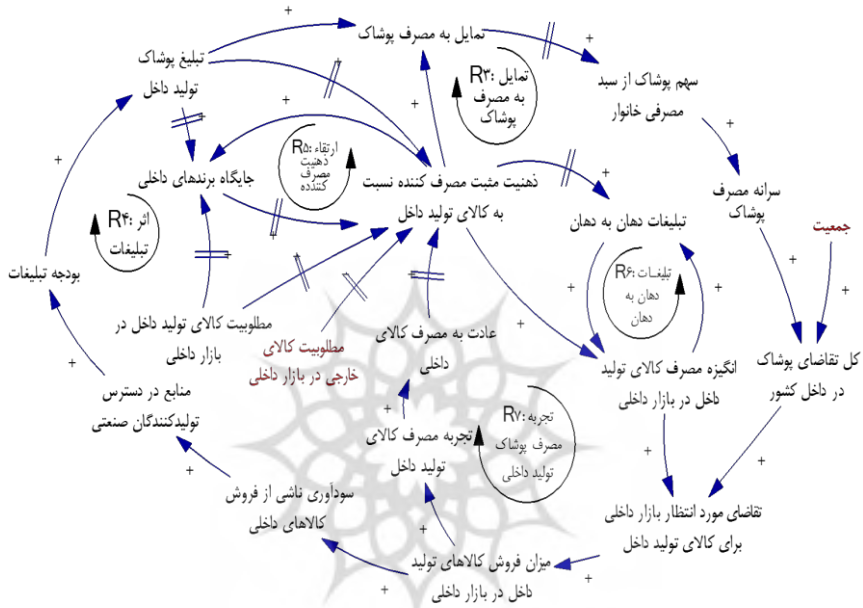 تمایل به مصرف پوشاک
تبلیغ پوشاک
تولید داخل
R۳: تمایل
به مصرف
پوشاک
سهم پوشاک از سبد
مصرفی خانوار
R۵: ارتقاء
ذهنیت
مصرف
کننده
جایگاه برندهای داخلی
ذهنیت مثبت مصرف کننده نسبت
به کالای تولید داخل
سرانه مصرف
پوشاک
جمعیت
R۴: اثر
تبلیغات
تبلیغات دهان به دهان
بودجه تبلیغات
R۶: تبلیغات
دهان به
دهان
مطلوبیت کالای تولید داخل در
بازار داخلی
مطلوبیت کالای
خارجی در بازار داخلی
عادت به مصرف کالای
داخلی
انگیزه مصرف کالای تولید
داخل در بازار داخلی
کل تقاضای پوشاک
در داخل کشور
منابع در دسترس
تولیدکنندگان صنعتی
تجربه مصرف کالای
تولید داخل
R۷: تجربه
مصرف پوشاک
تولید داخلی
سودآوری ناشی از فروش
کالاهای داخلی
تقاضای مورد انتظار بازار داخلی
برای کالای تولید داخل
میزان فروش کالاهای تولید
داخل در بازار داخلی